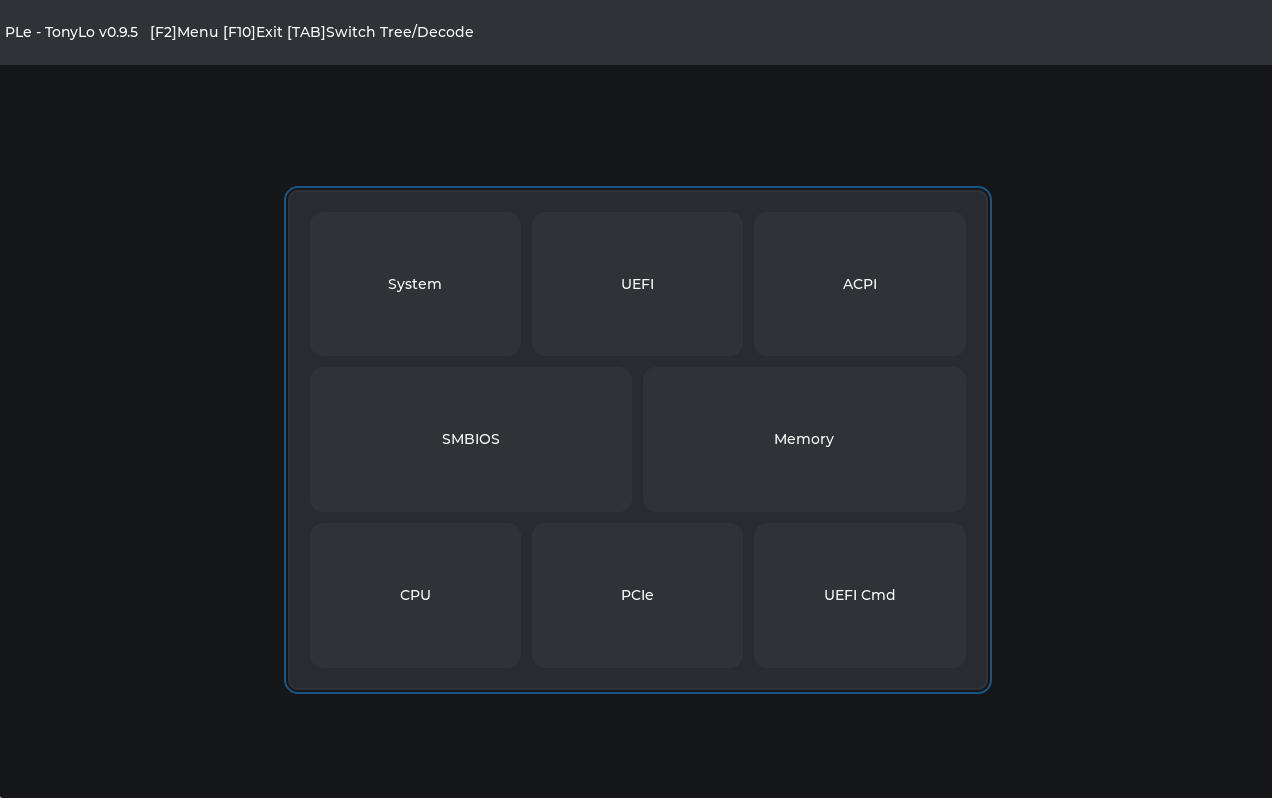 PLe - TonyLo v0.9.5   [F2]Menu [F10]Exit [TAB]Switch Tree/Decode
System
UEFI
ACPI
SMBIOS
Memory
CPU
PCIe
UEFI Cmd